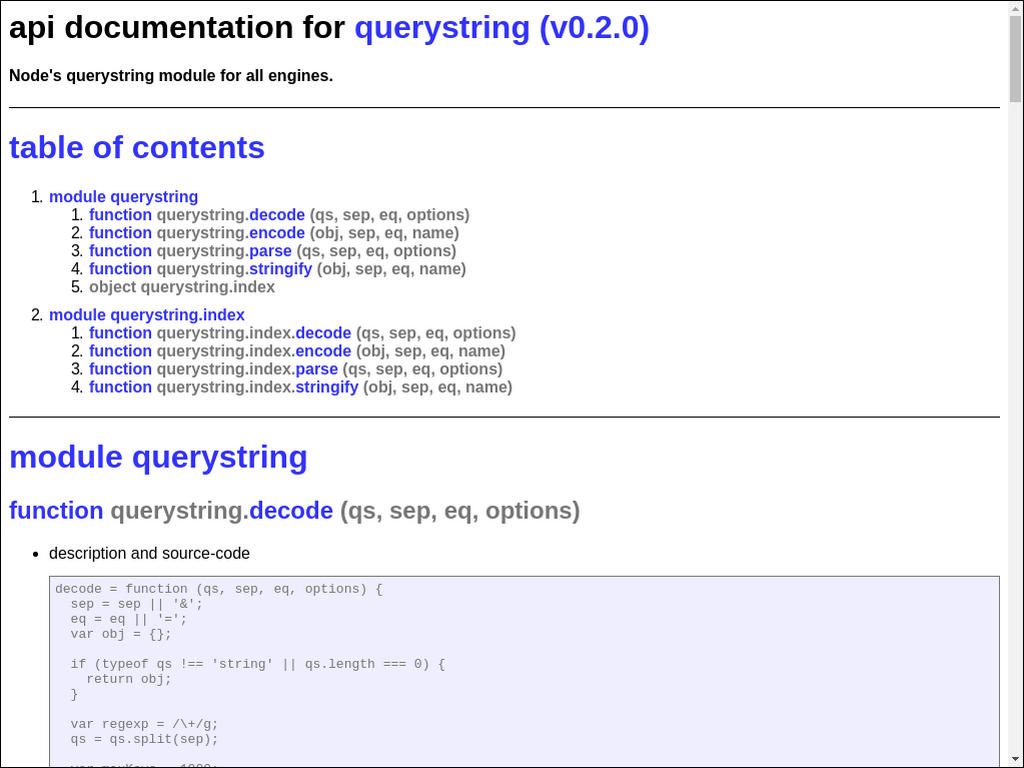 api documentation for querystring (v0.2.0)
Node's querystring module for all engines.
table of contents
1. module querystring
1. function querystring.decode (qs, sep, eq, options)
2. function querystring.encode (obj, sep, eq, name)
3. function querystring.parse (qs, sep, eq, options)
4. function querystring.stringify (obj, sep, eq, name)
5. object querystring.index
2. module querystring.index
1. function querystring.index.decode (qs, sep, eq, options)
2. function querystring.index.encode (obj, sep, eq, name)
3. function querystring.index.parse (qs, sep, eq, options)
4. function querystring.index.stringify (obj, sep, eq, name)
module querystring
function querystring.decode (qs, sep, eq, options)
• description and source-code
decode = function (qs, sep, eq, options) {
  sep = sep || '&';
  eq = eq || '=';
  var obj = {};
  if (typeof qs !== 'string' || qs.length === 0) {
    return obj;
  }
  var regexp = /\+/g;
  qs = qs.split(sep);